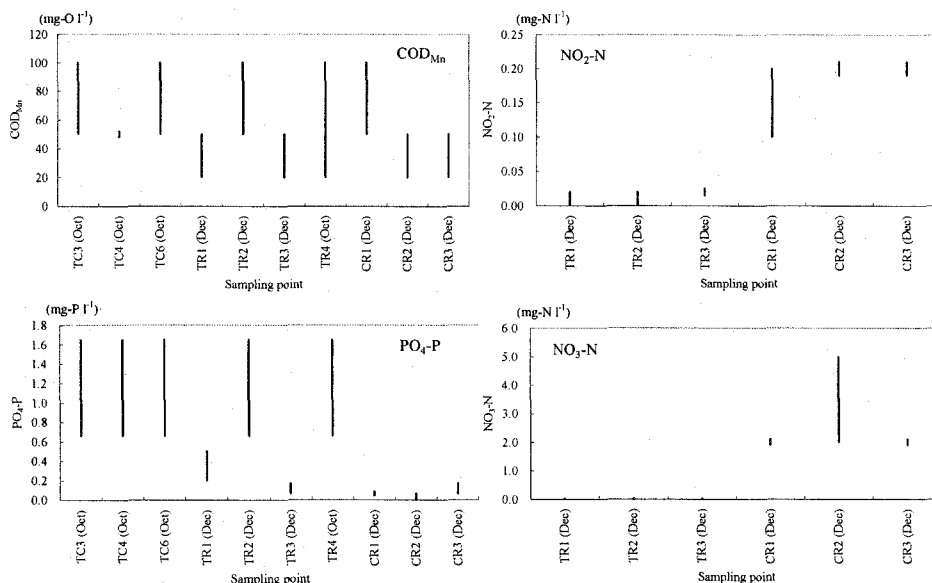 (mg-O l⁻¹)
COD_Mn
120
100
80
60
40
20
0
COD_Mn
TC3 (Oct)
TC4 (Oct)
TC6 (Oct)
TR1 (Dec)
TR2 (Dec)
TR3 (Dec)
TR4 (Oct)
CR1 (Dec)
CR2 (Dec)
CR3 (Dec)
Sampling point
(mg-N l⁻¹)
NO₂-N
0.25
0.20
0.15
0.10
0.05
0.00
NO₂-N
TR1 (Dec)
TR2 (Dec)
TR3 (Dec)
CR1 (Dec)
CR2 (Dec)
CR3 (Dec)
Sampling point
(mg-P l⁻¹)
PO₄-P
1.8
1.6
1.4
1.2
1.0
0.8
0.6
0.4
0.2
0.0
PO₄-P
TC3 (Oct)
TC4 (Oct)
TC6 (Oct)
TR1 (Dec)
TR2 (Dec)
TR3 (Dec)
TR4 (Oct)
CR1 (Dec)
CR2 (Dec)
CR3 (Dec)
Sampling point
(mg-N l⁻¹)
NO₃-N
6.0
5.0
4.0
3.0
2.0
1.0
0.0
NO₃-N
TR1 (Dec)
TR2 (Dec)
TR3 (Dec)
CR1 (Dec)
CR2 (Dec)
CR3 (Dec)
Sampling point